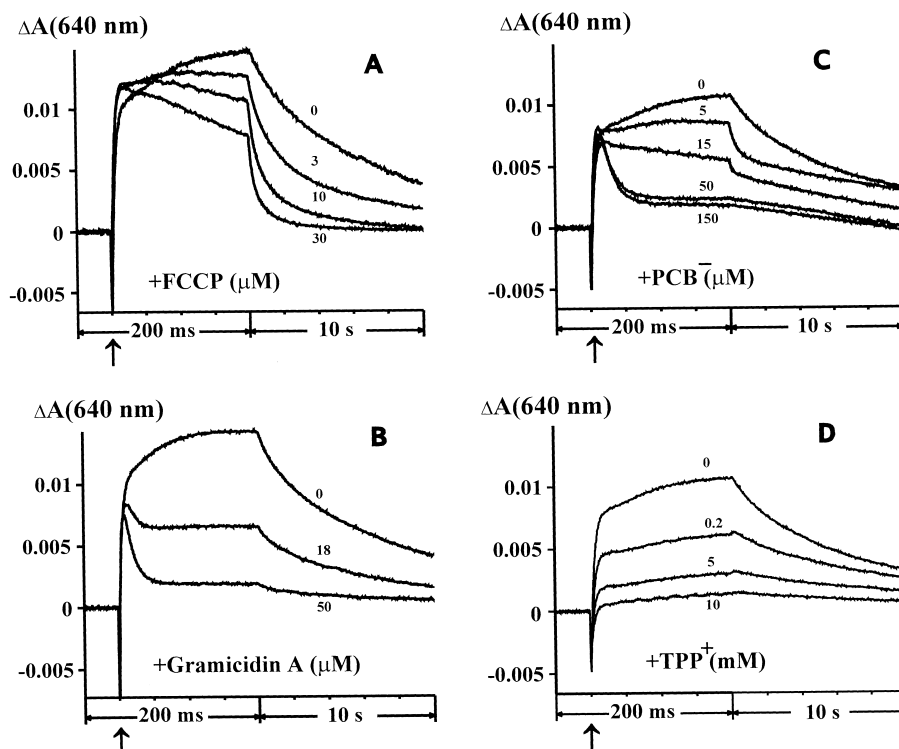 ΔA(640 nm)
A
0.01
0.005
0
-0.005
0
3
10
30
+FCCP (μM)
200 ms
10 s
ΔA(640 nm)
B
0.01
0.005
0
-0.005
0
18
50
+Gramicidin A (μM)
200 ms
10 s
ΔA(640 nm)
C
0.01
0.005
0
-0.005
0
5
15
50
150
+PCB⁻(μM)
200 ms
10 s
ΔA(640 nm)
D
0.01
0.005
0
-0.005
0
0.2
5
10
+TPP⁺(mM)
200 ms
10 s